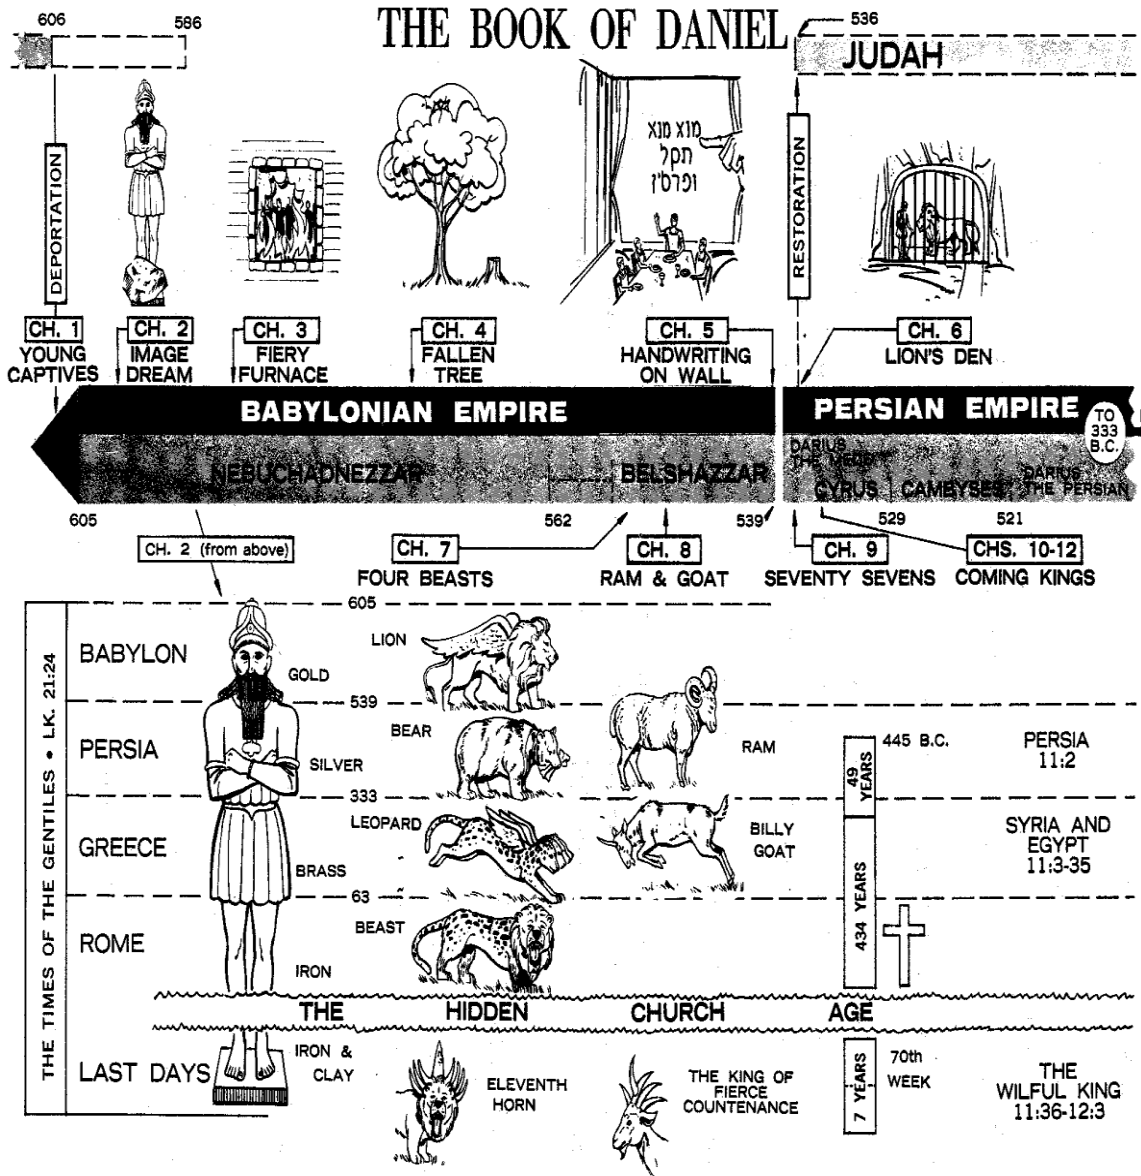 606
586
THE BOOK OF DANIEL
536
JUDAH
DEPORTATION
מנא מנא
תקל
ופרסין
RESTORATION
CH. 1
YOUNG
CAPTIVES
CH. 2
IMAGE
DREAM
CH. 3
FIERY
FURNACE
CH. 4
FALLEN
TREE
CH. 5
HANDWRITING
ON WALL
CH. 6
LION'S DEN
BABYLONIAN EMPIRE
PERSIAN EMPIRE
TO
333
B.C.
NEBUCHADNEZZAR
BELSHAZZAR
DARIUS
THE MEDE
CYRUS
CAMBYSES
DARIUS
THE PERSIAN
605
562
539
529
521
CH. 2 (from above)
CH. 7
FOUR BEASTS
CH. 8
RAM & GOAT
CH. 9
SEVENTY SEVENS
CHS. 10-12
COMING KINGS
THE TIMES OF THE GENTILES • LK. 21:24
605
BABYLON
GOLD
LION
539
PERSIA
SILVER
BEAR
RAM
445 B.C.
49
YEARS
PERSIA
11:2
333
GREECE
BRASS
LEOPARD
BILLY
GOAT
SYRIA AND
EGYPT
11:3-35
63
ROME
IRON
BEAST
434 YEARS
THE HIDDEN CHURCH AGE
LAST DAYS
IRON &
CLAY
ELEVENTH
HORN
THE KING OF
FIERCE
COUNTENANCE
7 YEARS
70th
WEEK
THE
WILFUL KING
11:36-12:3